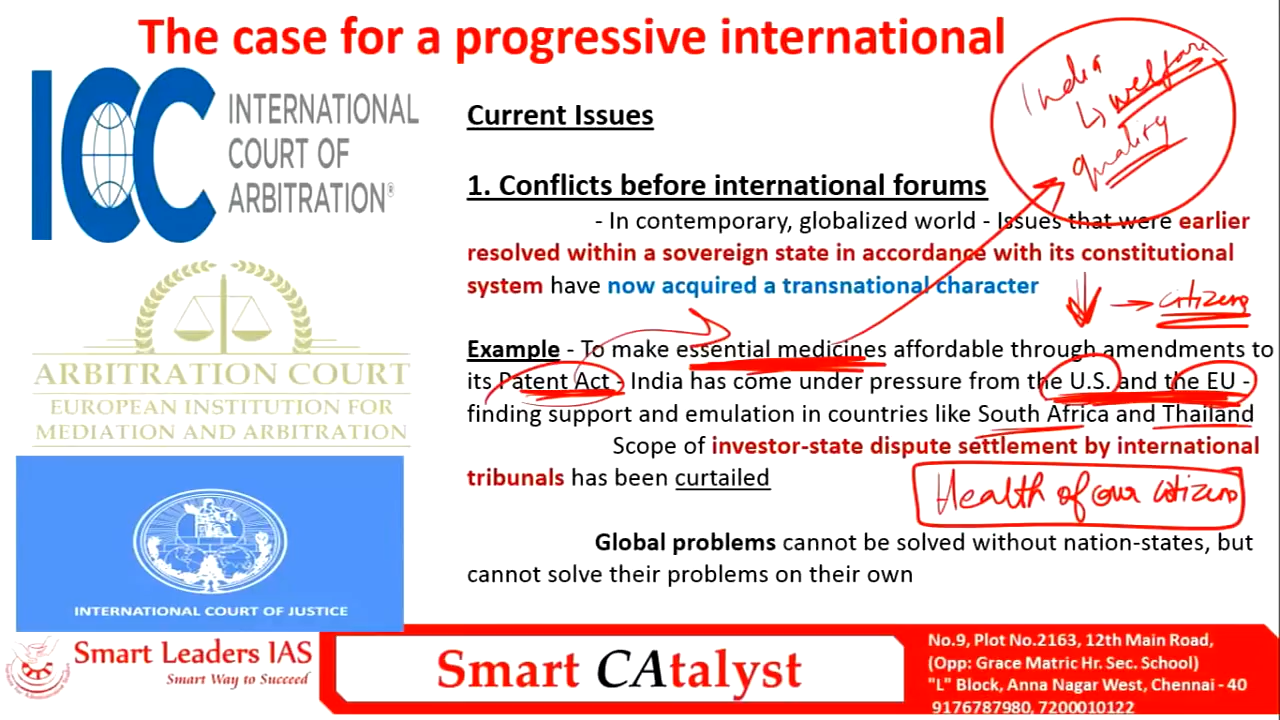 The case for a progressive international
ICC
INTERNATIONAL
COURT OF
ARBITRATION®
ARBITRATION COURT
EUROPEAN INSTITUTION FOR
MEDIATION AND ARBITRATION
INTERNATIONAL COURT OF JUSTICE
Current Issues
1. Conflicts before international forums
- In contemporary, globalized world - Issues that were earlier
resolved within a sovereign state in accordance with its constitutional
system have now acquired a transnational character
Example - To make essential medicines affordable through amendments to
its Patent Act - India has come under pressure from the U.S. and the EU -
finding support and emulation in countries like South Africa and Thailand
Scope of investor-state dispute settlement by international
tribunals has been curtailed
Global problems cannot be solved without nation-states, but
cannot solve their problems on their own
India
welfare
quality
citizens
Health of our citizens
Smart Leaders IAS
Smart Way to Succeed
Smart CAtalyst
No.9, Plot No.2163, 12th Main Road,
(Opp: Grace Matric Hr. Sec. School)
"L" Block, Anna Nagar West, Chennai - 40
9176787980, 7200010122